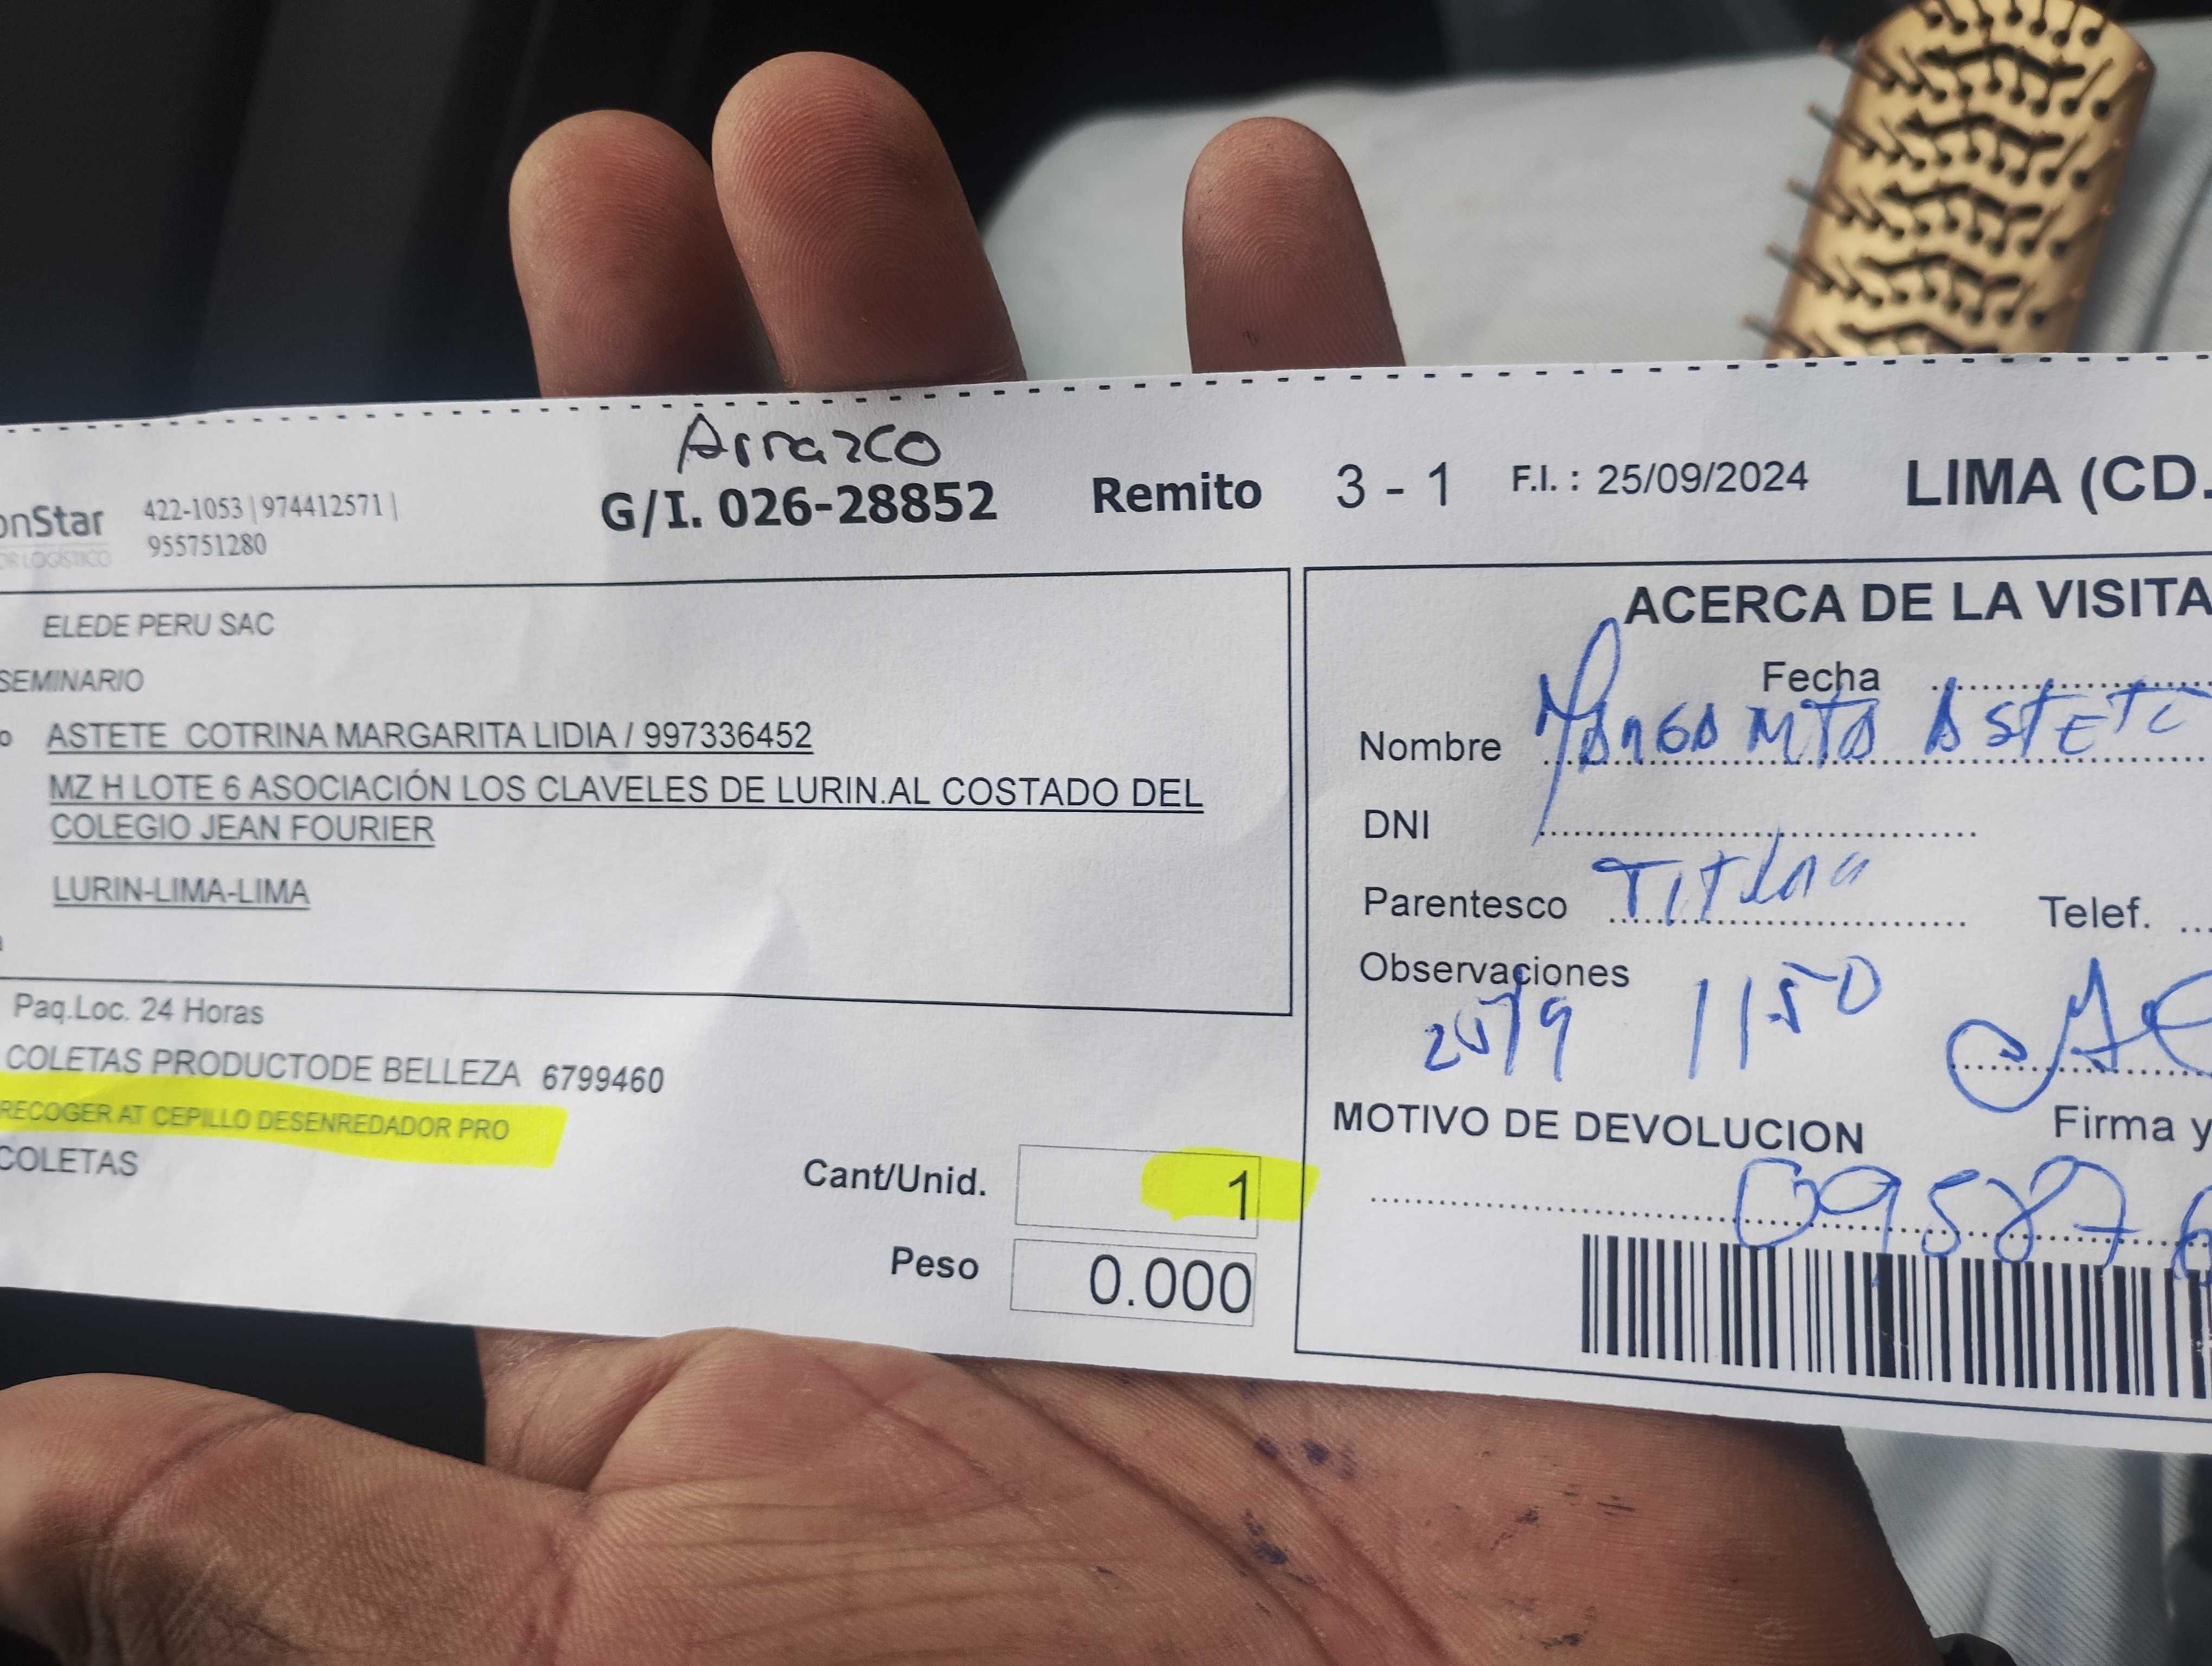 Arrazco
onStar 422-1053 | 974412571 |
955751280
G/I. 026-28852 Remito 3 - 1 F.I. : 25/09/2024 LIMA (CD.
ELEDE PERU SAC
SEMINARIO
o ASTETE COTRINA MARGARITA LIDIA / 997336452
MZ H LOTE 6 ASOCIACIÓN LOS CLAVELES DE LURIN.AL COSTADO DEL
COLEGIO JEAN FOURIER
LURIN-LIMA-LIMA
Paq.Loc. 24 Horas
COLETAS PRODUCTODE BELLEZA 6799460
RECOGER AT CEPILLO DESENREDADOR PRO
COLETAS
Cant/Unid. 1
Peso 0.000
ACERCA DE LA VISITA
Fecha
Nombre Margarita Astete
DNI
Parentesco Titular
Telef.
Observaciones
1150
Firma y
MOTIVO DE DEVOLUCION
095876